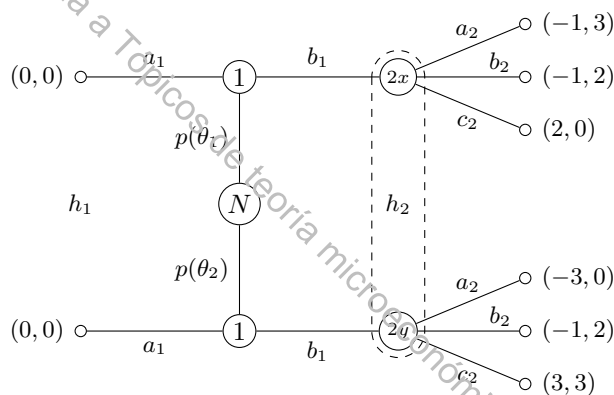 (−1, 3)
a₂
(0, 0) a₁ 1 b₁ 2x b₂ (−1, 2)
c₂
(2, 0)
p(θ₁)
h₁ N h₂
p(θ₂)
(−3, 0)
a₂
(0, 0) a₁ 1 b₁ 2y b₂ (−1, 2)
c₂
(3, 3)
a Tópicos de teoría microeconómi